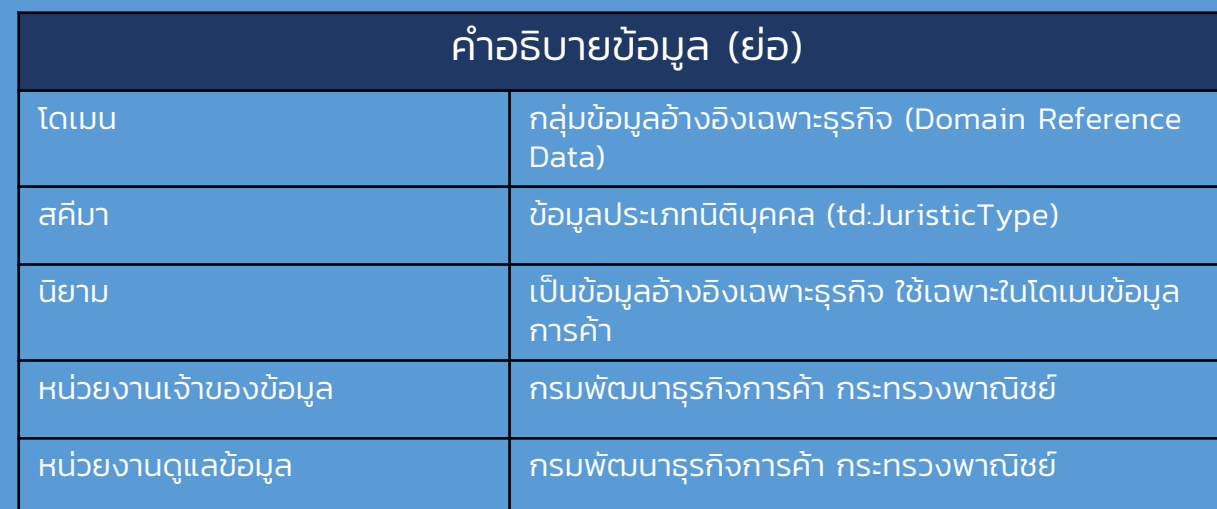 คำอธิบายข้อมูล (ย่อ)
โดเมน
กลุ่มข้อมูลอ้างอิงเฉพาะธุรกิจ (Domain Reference
Data)
สคีมา
ข้อมูลประเภทนิติบุคคล (td:JuristicType)
นิยาม
เป็นข้อมูลอ้างอิงเฉพาะธุรกิจ ใช้เฉพาะในโดเมนข้อมูล
การค้า
หน่วยงานเจ้าของข้อมูล
กรมพัฒนาธุรกิจการค้า กระทรวงพาณิชย์
หน่วยงานดูแลข้อมูล
กรมพัฒนาธุรกิจการค้า กระทรวงพาณิชย์